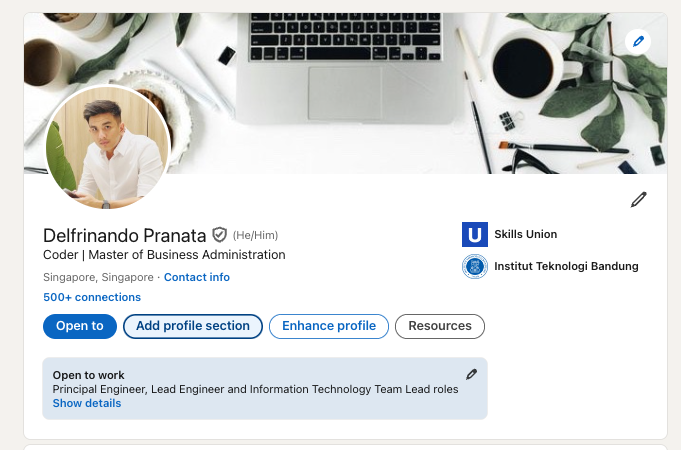 Delfrinando Pranata (He/Him)
Coder | Master of Business Administration
Singapore, Singapore · Contact info
500+ connections
U Skills Union
Institut Teknologi Bandung
Open to
Add profile section
Enhance profile
Resources
Open to work
Principal Engineer, Lead Engineer and Information Technology Team Lead roles
Show details